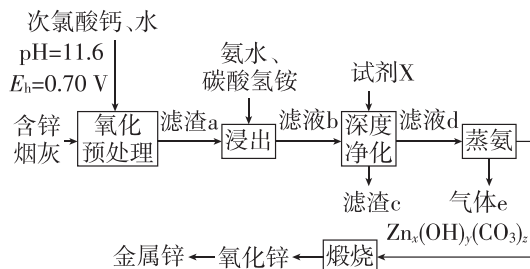 次氯酸钙、水
pH=11.6
Eh=0.70 V
氨水、
碳酸氢铵
试剂X
含锌
烟灰
氧化
预处理
滤渣a
浸出
滤液b
深度
净化
滤液d
蒸氨
滤渣c
气体e
Znx(OH)y(CO3)z
金属锌
氧化锌
煅烧